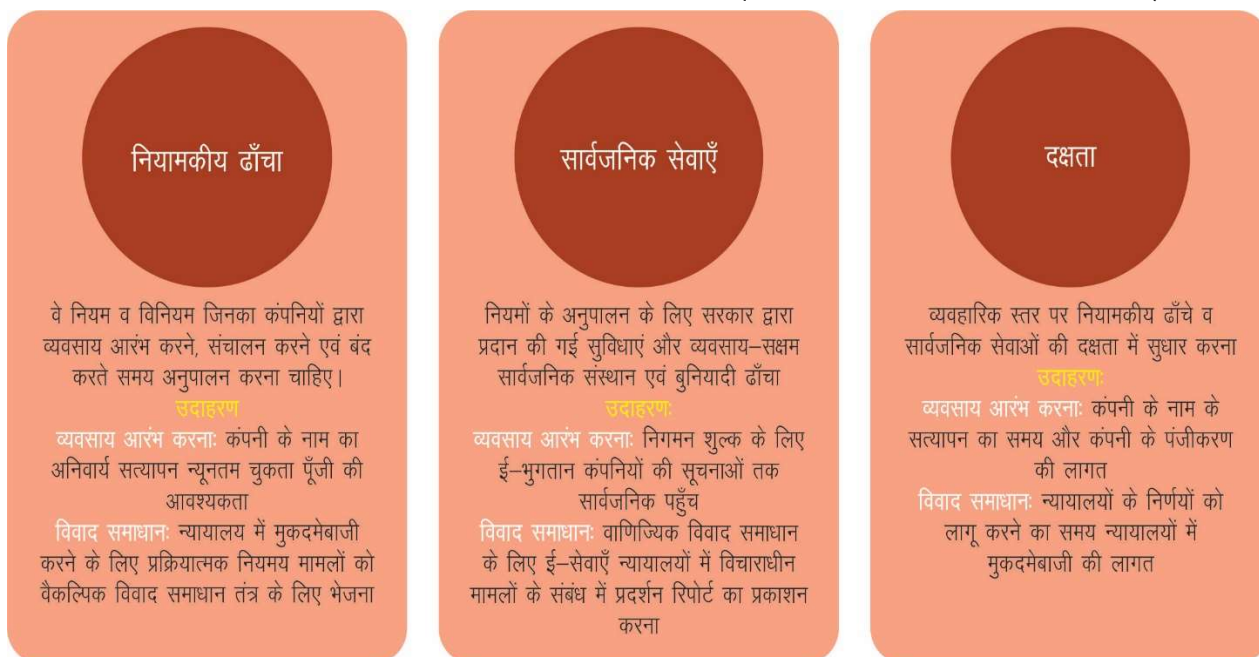 नियामकीय ढाँचा
वे नियम व विनियम जिनका कंपनियों द्वारा
व्यवसाय आरंभ करने, संचालन करने एवं बंद
करते समय अनुपालन करना चाहिए।
उदाहरण
व्यवसाय आरंभ करनाः कंपनी के नाम का
अनिवार्य सत्यापन न्यूनतम चुकता पूँजी की
आवश्यकता
विवाद समाधानः न्यायालय में मुकदमेबाजी
करने के लिए प्रक्रियात्मक नियमय मामलों को
वैकल्पिक विवाद समाधान तंत्र के लिए भेजना
सार्वजनिक सेवाएँ
नियमों के अनुपालन के लिए सरकार द्वारा
प्रदान की गई सुविधाएं और व्यवसाय–सक्षम
सार्वजनिक संस्थान एवं बुनियादी ढाँचा
उदाहरणः
व्यवसाय आरंभ करनाः निगमन शुल्क के लिए
ई–भुगतान कंपनियों की सूचनाओं तक
सार्वजनिक पहुँच
विवाद समाधानः वाणिज्यिक विवाद समाधान
के लिए ई–सेवाएँ न्यायालयों में विचाराधीन
मामलों के संबंध में प्रदर्शन रिपोर्ट का प्रकाशन
करना
दक्षता
व्यवहारिक स्तर पर नियामकीय ढाँचे व
सार्वजनिक सेवाओं की दक्षता में सुधार करना
उदाहरणः
व्यवसाय आरंभ करनाः कंपनी के नाम के
सत्यापन का समय और कंपनी के पंजीकरण
की लागत
विवाद समाधानः न्यायालयों के निर्णयों को
लागू करने का समय न्यायालयों में
मुकदमेबाजी की लागत